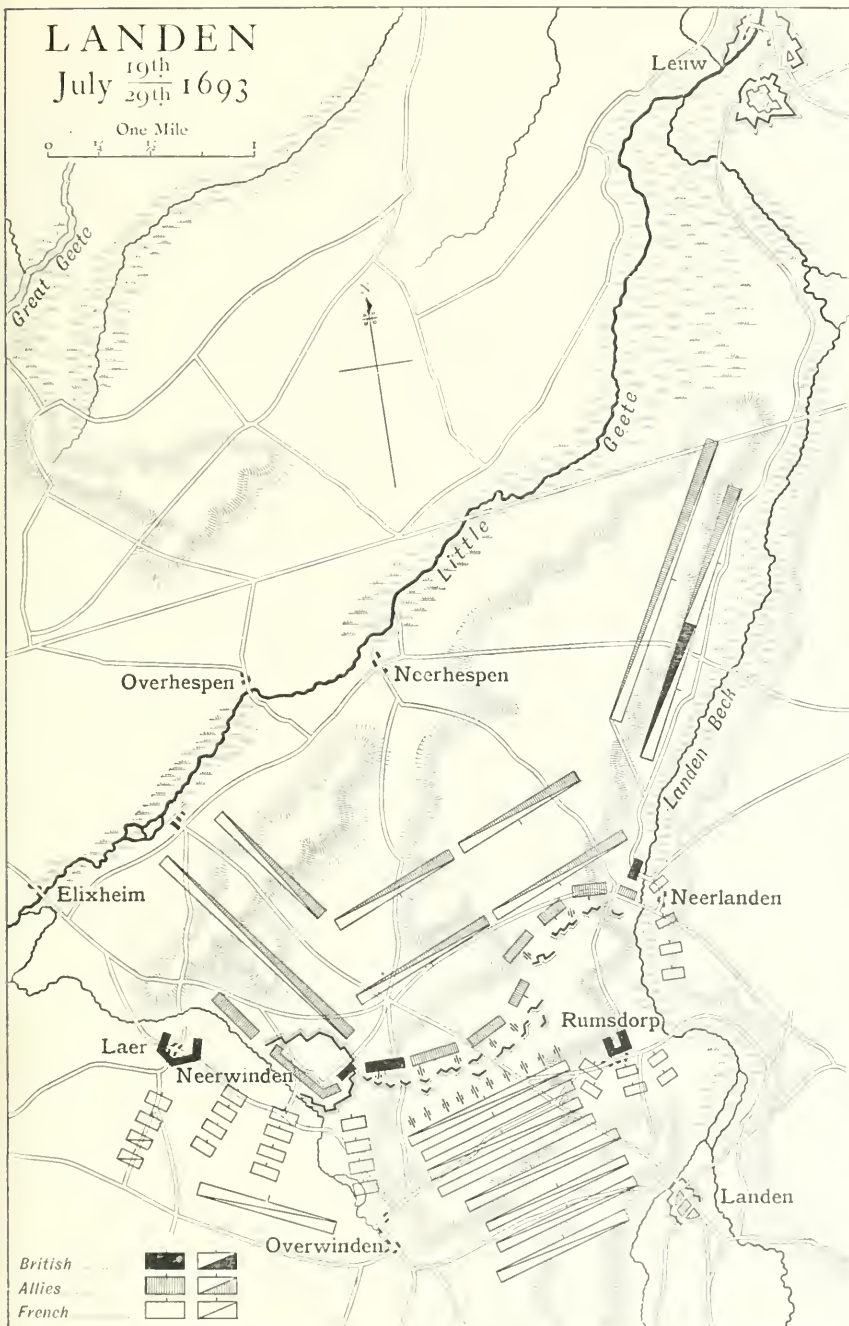 LANDEN
July 19th/29th 1693
One Mile
0 ¼ ½ 1
Leuw
Great Geete
N
Geete
Little
Overhespen
Neerhespen
Landen Beck
Elixheim
Neerlanden
Rumsdorp
Laer
Neerwinden
Landen
Overwinden
British
Allies
French